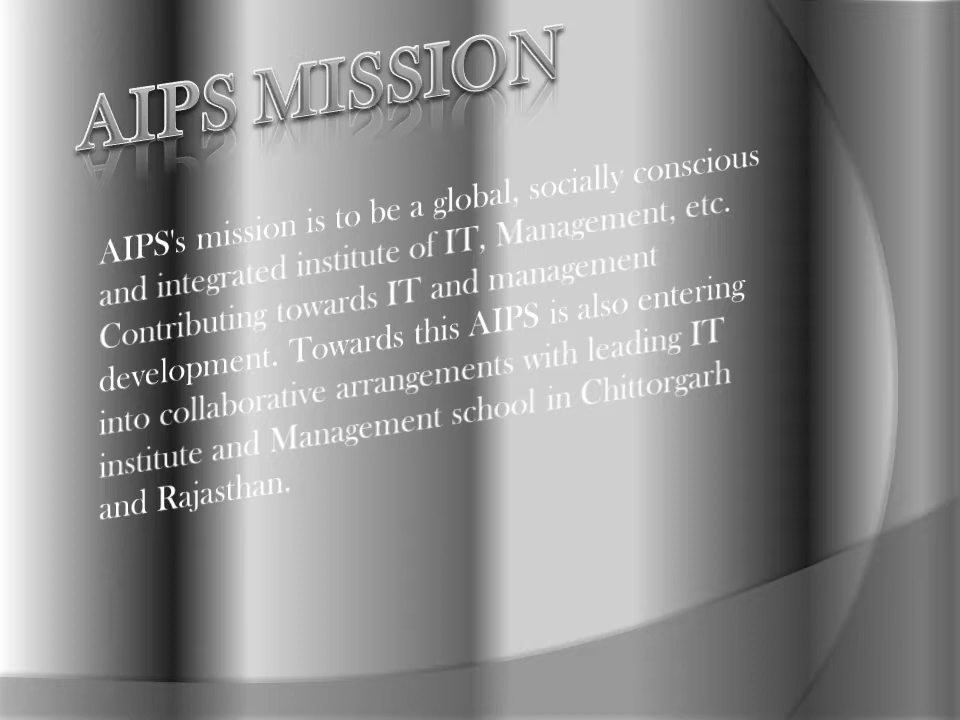 AIPS MISSION
AIPS's mission is to be a global, socially conscious
and integrated institute of IT, Management, etc.
Contributing towards IT and management
development. Towards this AIPS is also entering
into collaborative arrangements with leading IT
institute and Management school in Chittorgarh
and Rajasthan.